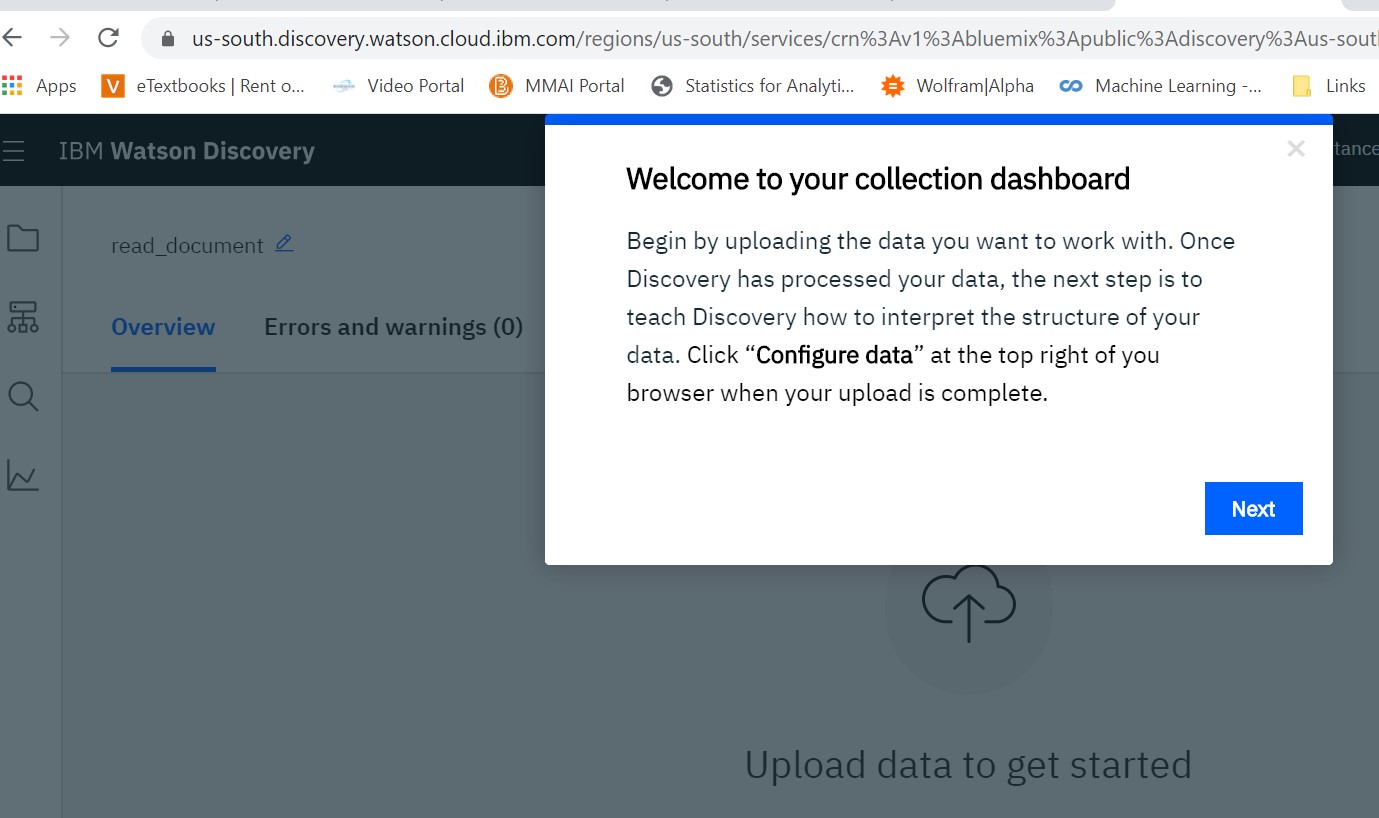 us-south.discovery.watson.cloud.ibm.com/regions/us-south/services/crn%3Av1%3Abluemix%3Apublic%3Adiscovery%3Aus-sout
Apps eTextbooks | Rent o... Video Portal MMAI Portal Statistics for Analyti... Wolfram|Alpha Machine Learning -... Links
IBM Watson Discovery
tance
Welcome to your collection dashboard
Begin by uploading the data you want to work with. Once
Discovery has processed your data, the next step is to
teach Discovery how to interpret the structure of your
data. Click “Configure data” at the top right of you
browser when your upload is complete.
Next
read_document
Overview Errors and warnings (0)
Upload data to get started